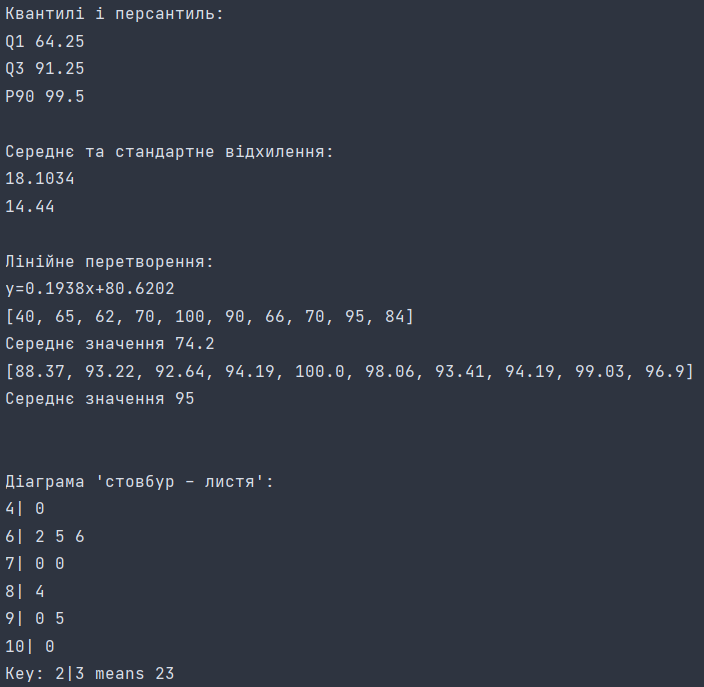 Квантилі і персантиль:
Q1 64.25
Q3 91.25
P90 99.5
Середнє та стандартне відхилення:
18.1034
14.44
Лінійне перетворення:
y=0.1938x+80.6202
[40, 65, 62, 70, 100, 90, 66, 70, 95, 84]
Середнє значення 74.2
[88.37, 93.22, 92.64, 94.19, 100.0, 98.06, 93.41, 94.19, 99.03, 96.9]
Середнє значення 95
Діаграма 'стовбур – листя':
4| 0
6| 2 5 6
7| 0 0
8| 4
9| 0 5
10| 0
Key: 2|3 means 23